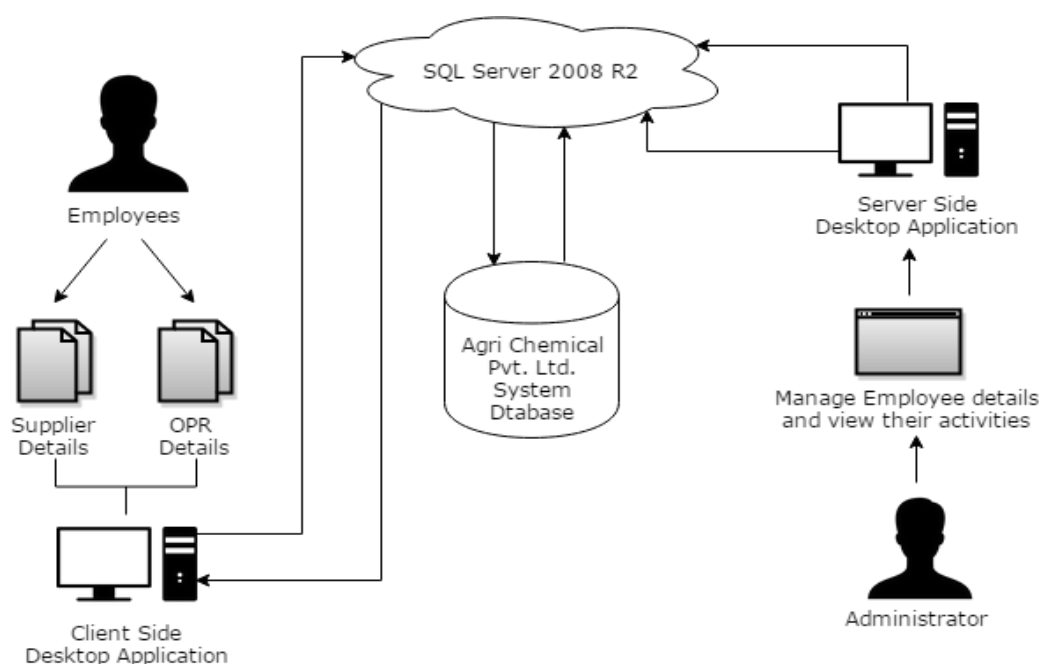 SQL Server 2008 R2
Employees
Server Side
Desktop Application
Agri Chemical
Pvt. Ltd.
System
Dtabase
Manage Employee details
and view their activities
Supplier
Details
OPR
Details
Administrator
Client Side
Desktop Application